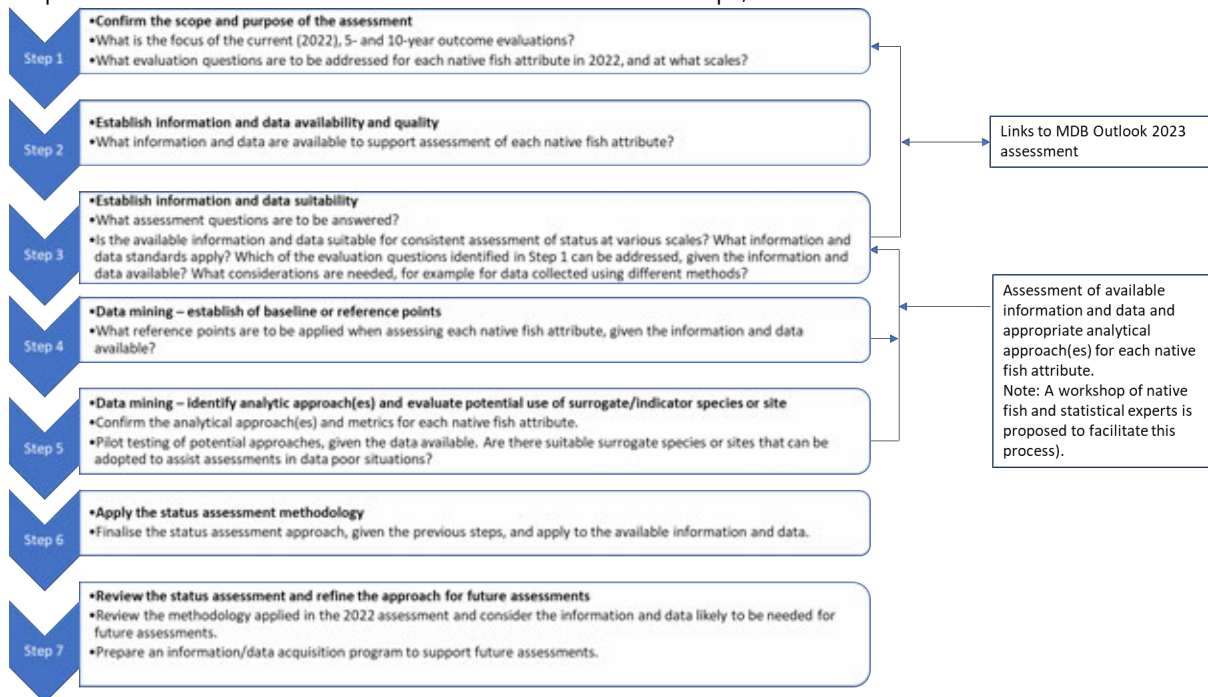 Step 1
•Confirm the scope and purpose of the assessment
•What is the focus of the current (2022), 5- and 10-year outcome evaluations?
•What evaluation questions are to be addressed for each native fish attribute in 2022, and at what scales?
Step 2
•Establish information and data availability and quality
•What information and data are available to support assessment of each native fish attribute?
Step 3
•Establish information and data suitability
•What assessment questions are to be answered?
•Is the available information and data suitable for consistent assessment of status at various scales? What information and
data standards apply? Which of the evaluation questions identified in Step 1 can be addressed, given the information and
data available? What considerations are needed, for example for data collected using different methods?
Step 4
•Data mining – establish of baseline or reference points
•What reference points are to be applied when assessing each native fish attribute, given the information and data
available?
Step 5
•Data mining – identify analytic approach(es) and evaluate potential use of surrogate/indicator species or site
•Confirm the analytical approach(es) and metrics for each native fish attribute.
•Pilot testing of potential approaches, given the data available. Are there suitable surrogate species or sites that can be
adopted to assist assessments in data poor situations?
Step 6
•Apply the status assessment methodology
•Finalise the status assessment approach, given the previous steps, and apply to the available information and data.
Step 7
•Review the status assessment and refine the approach for future assessments
•Review the methodology applied in the 2022 assessment and consider the information and data likely to be needed for
future assessments.
•Prepare an information/data acquisition program to support future assessments.
Links to MDB Outlook 2023
assessment
Assessment of available
information and data and
appropriate analytical
approach(es) for each native
fish attribute.
Note: A workshop of native
fish and statistical experts is
proposed to facilitate this
process).